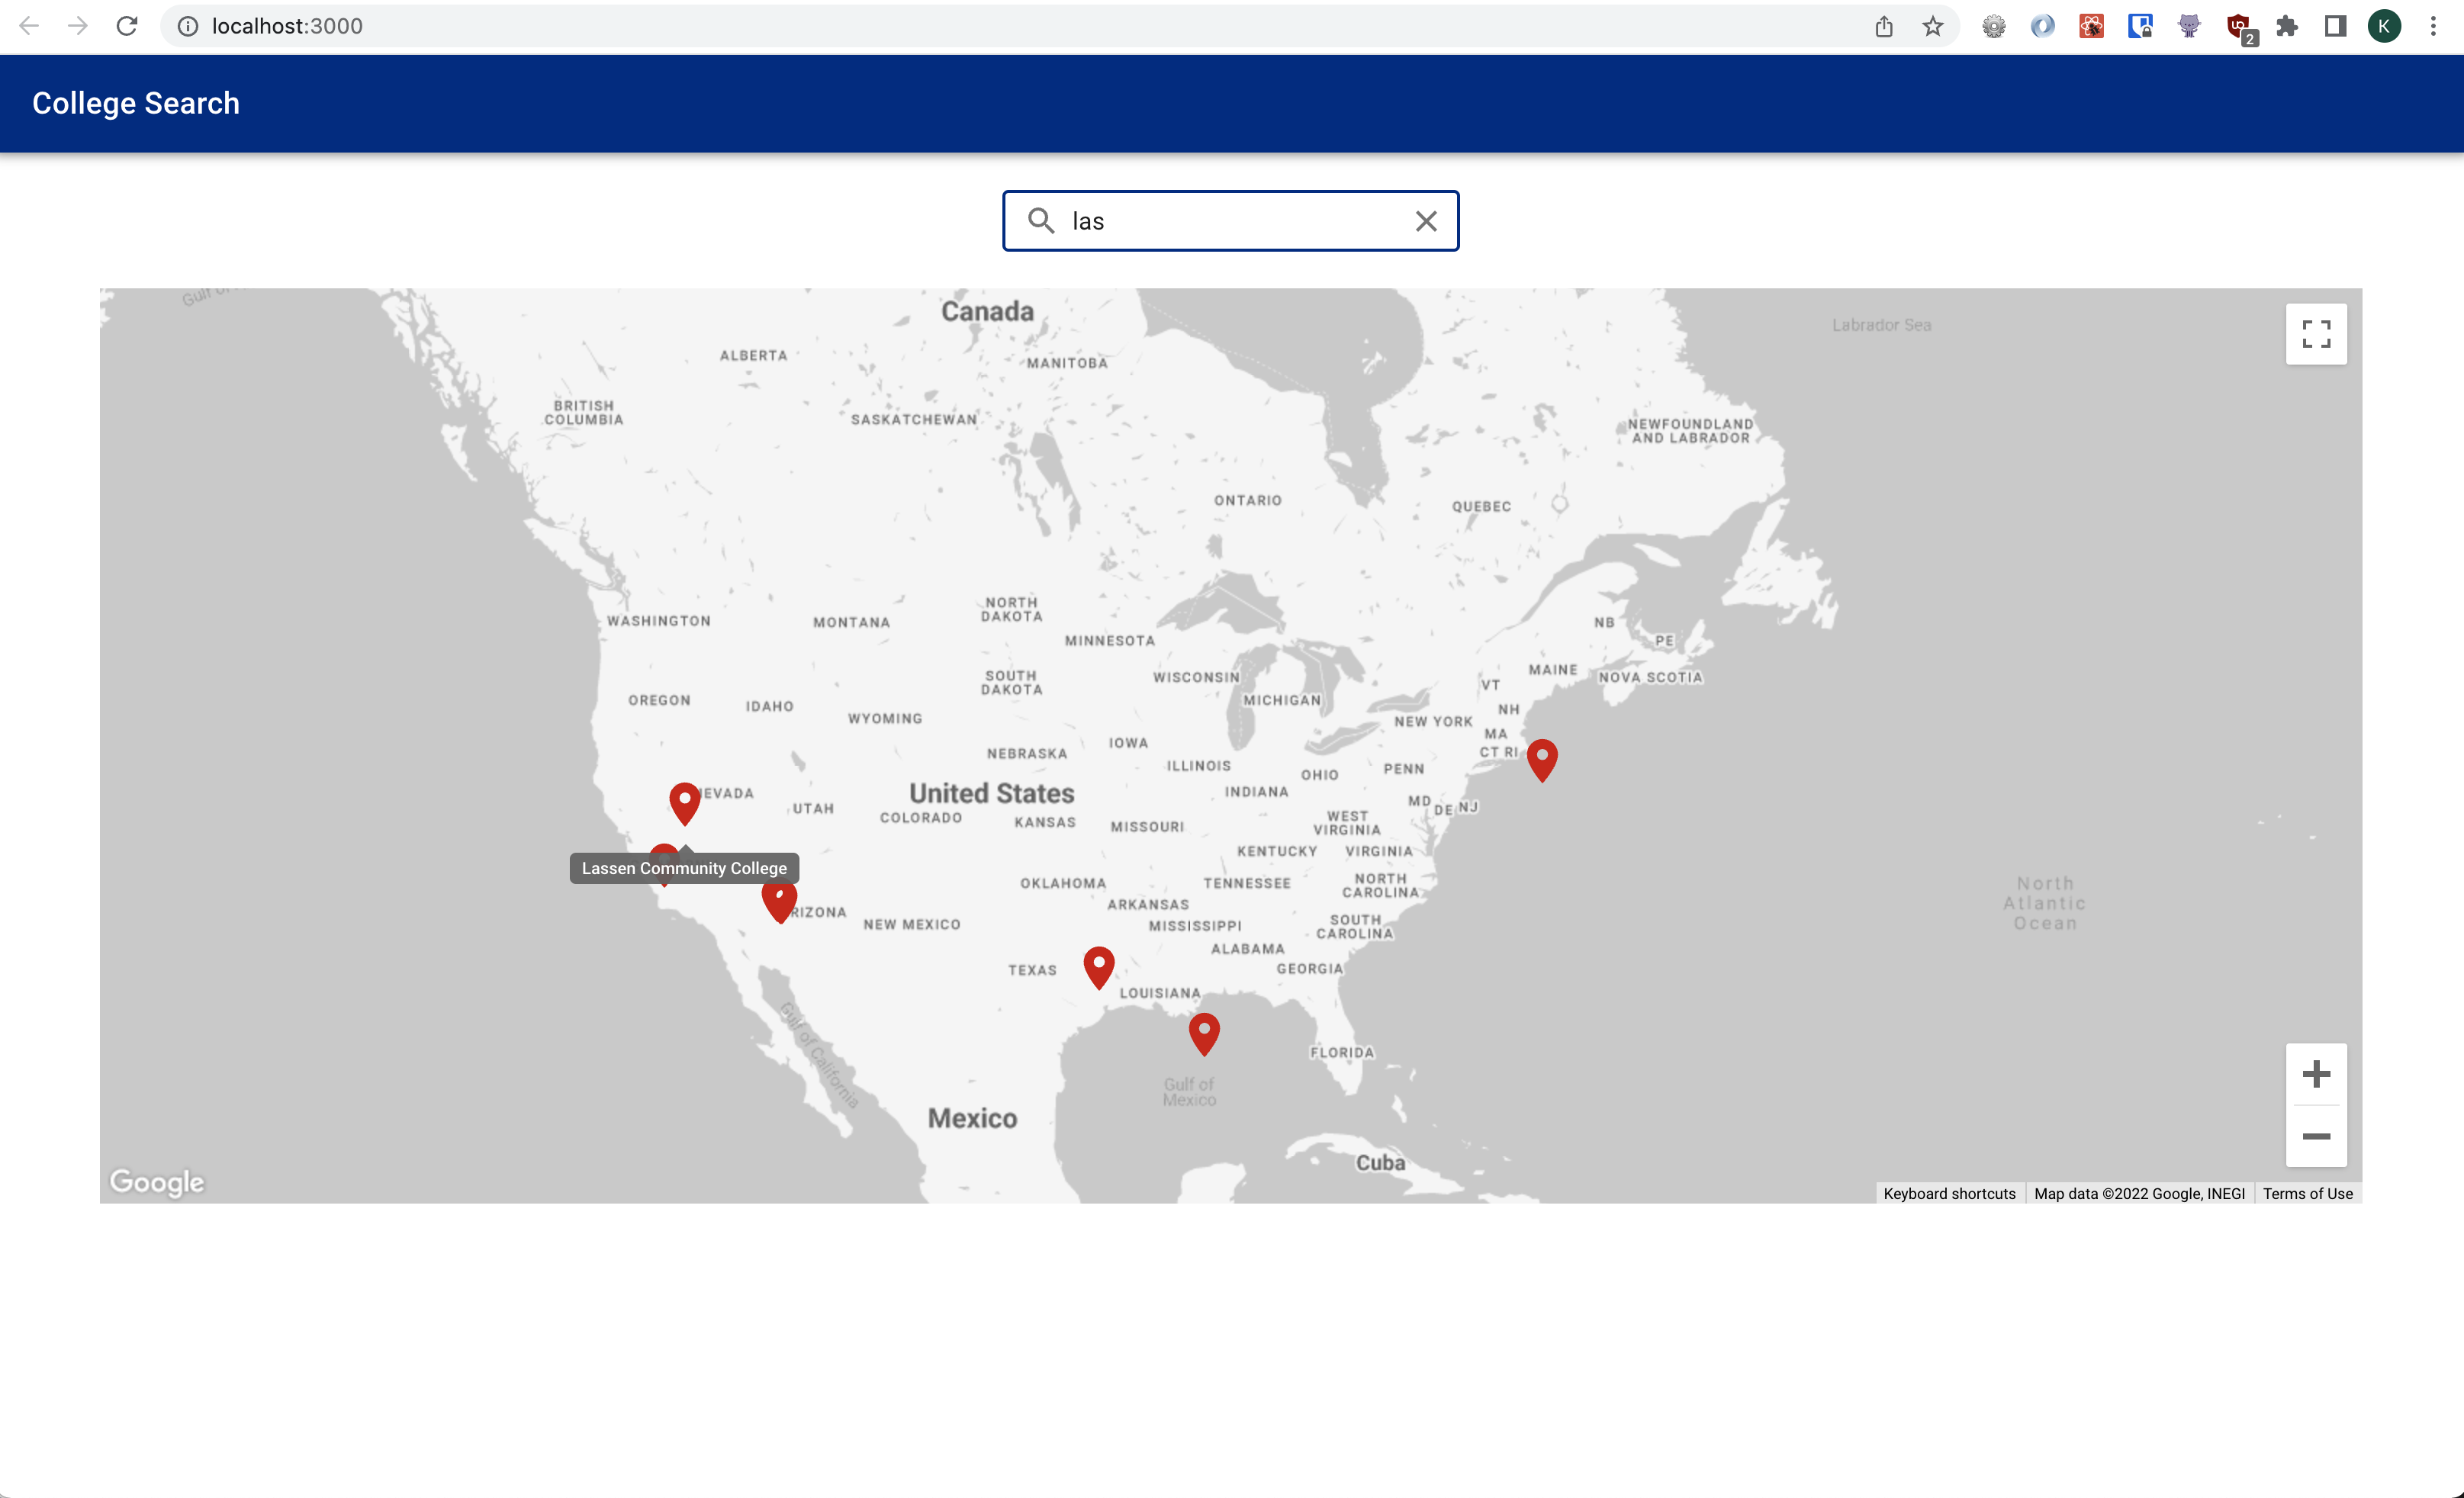 localhost:3000
2
K
College Search
las
Gulf of
Canada
Labrador Sea
ALBERTA
MANITOBA
BRITISH
COLUMBIA
SASKATCHEWAN
NEWFOUNDLAND
AND LABRADOR
ONTARIO
QUEBEC
NORTH
DAKOTA
WASHINGTON
MONTANA
NB
MINNESOTA
PE
MAINE
SOUTH
DAKOTA
WISCONSIN
NOVA SCOTIA
VT
OREGON
IDAHO
MICHIGAN
NH
WYOMING
NEW YORK
MA
IOWA
NEBRASKA
CT RI
ILLINOIS
PENN
OHIO
United States
NEVADA
INDIANA
UTAH
MD
DE
NJ
COLORADO
KANSAS
MISSOURI
WEST
VIRGINIA
KENTUCKY
VIRGINIA
Lassen Community College
OKLAHOMA
TENNESSEE
NORTH
CAROLINA
North
Atlantic
Ocean
ARKANSAS
RIZONA
NEW MEXICO
MISSISSIPPI
SOUTH
CAROLINA
ALABAMA
TEXAS
GEORGIA
LOUISIANA
Gulf of California
FLORIDA
Gulf of
Mexico
Mexico
Cuba
Google
Keyboard shortcuts
Map data ©2022 Google, INEGI
Terms of Use